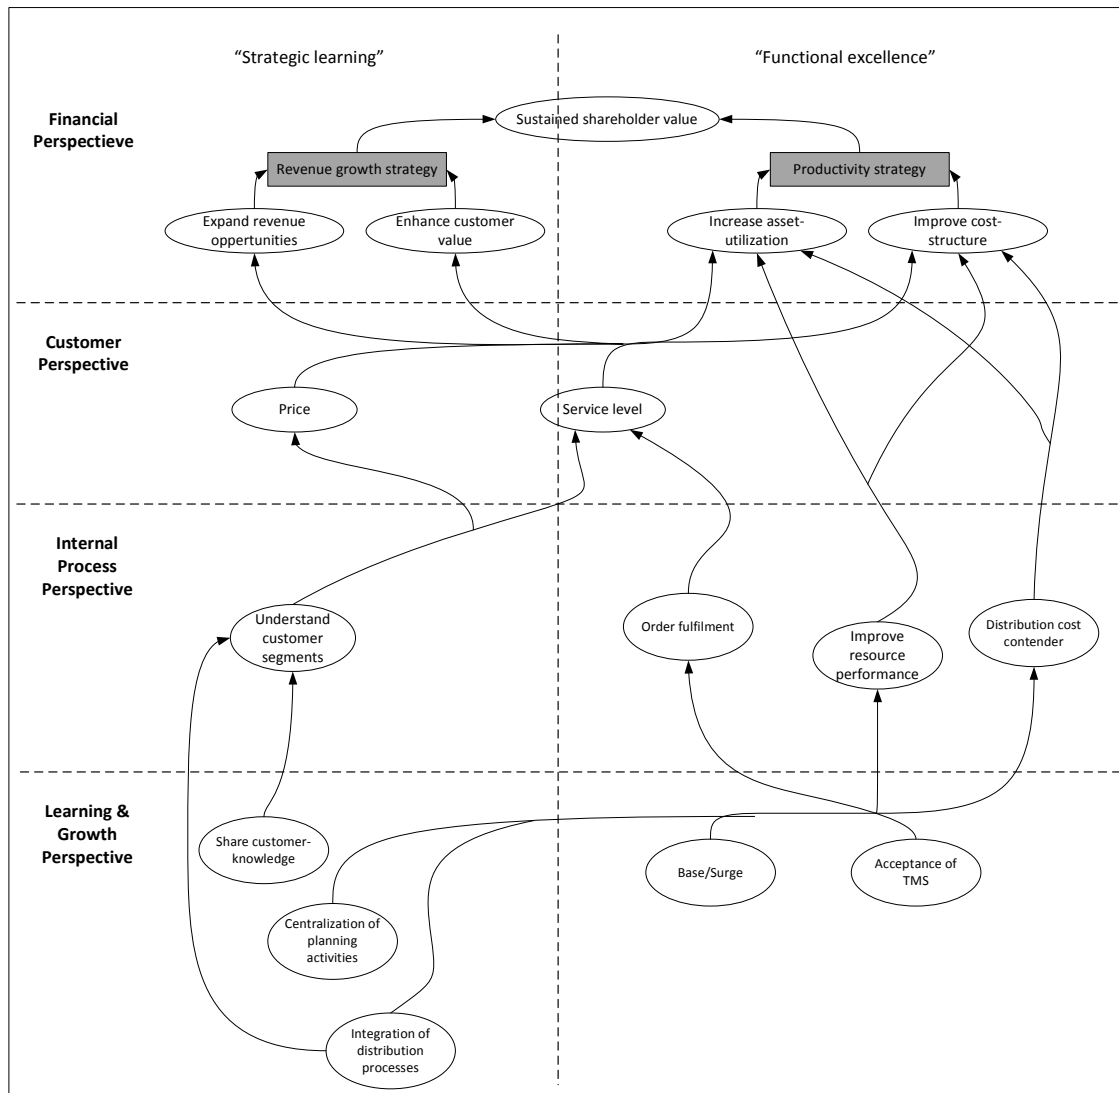 “Strategic learning”
“Functional excellence”
Financial
Perspectieve
Sustained shareholder value
Revenue growth strategy
Productivity strategy
Expand revenue
oppertunities
Enhance customer
value
Increase asset-
utilization
Improve cost-
structure
Customer
Perspective
Price
Service level
Internal
Process
Perspective
Understand
customer
segments
Order fulfilment
Improve
resource
performance
Distribution cost
contender
Learning &
Growth
Perspective
Share customer-
knowledge
Base/Surge
Acceptance of
TMS
Centralization of
planning
activities
Integration of
distribution
processes